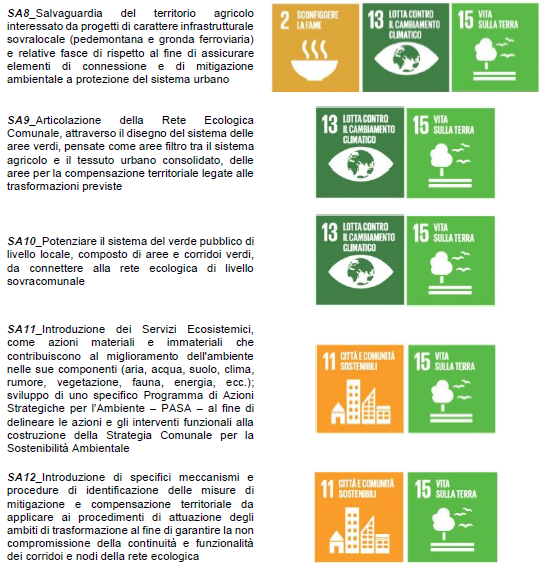 SA8_Salvaguardia del territorio agricolo
interessato da progetti di carattere infrastrutturale
sovralocale (pedemontana e gronda ferroviaria)
e relative fasce di rispetto al fine di assicurare
elementi di connessione e di mitigazione
ambientale a protezione del sistema urbano
2 SCONFIGGERE
LA FAME
13 LOTTA CONTRO
IL CAMBIAMENTO
CLIMATICO
15 VITA
SULLA TERRA
SA9_Articolazione della Rete Ecologica
Comunale, attraverso il disegno del sistema delle
aree verdi, pensate come aree filtro tra il sistema
agricolo e il tessuto urbano consolidato, delle
aree per la compensazione territoriale legate alle
trasformazioni previste
13 LOTTA CONTRO
IL CAMBIAMENTO
CLIMATICO
15 VITA
SULLA TERRA
SA10_Potenziare il sistema del verde pubblico di
livello locale, composto di aree e corridoi verdi,
da connettere alla rete ecologica di livello
sovracomunale
13 LOTTA CONTRO
IL CAMBIAMENTO
CLIMATICO
15 VITA
SULLA TERRA
SA11_Introduzione dei Servizi Ecosistemici,
come azioni materiali e immateriali che
contribuiscono al miglioramento dell'ambiente
nelle sue componenti (aria, acqua, suolo, clima,
rumore, vegetazione, fauna, energia, ecc.);
sviluppo di uno specifico Programma di Azioni
Strategiche per l'Ambiente – PASA – al fine di
delineare le azioni e gli interventi funzionali alla
costruzione della Strategia Comunale per la
Sostenibilità Ambientale
11 CITTÀ E COMUNITÀ
SOSTENIBILI
15 VITA
SULLA TERRA
SA12_Introduzione di specifici meccanismi e
procedure di identificazione delle misure di
mitigazione e compensazione territoriale da
applicare ai procedimenti di attuazione degli
ambiti di trasformazione al fine di garantire la non
compromissione della continuità e funzionalità
dei corridoi e nodi della rete ecologica
11 CITTÀ E COMUNITÀ
SOSTENIBILI
15 VITA
SULLA TERRA